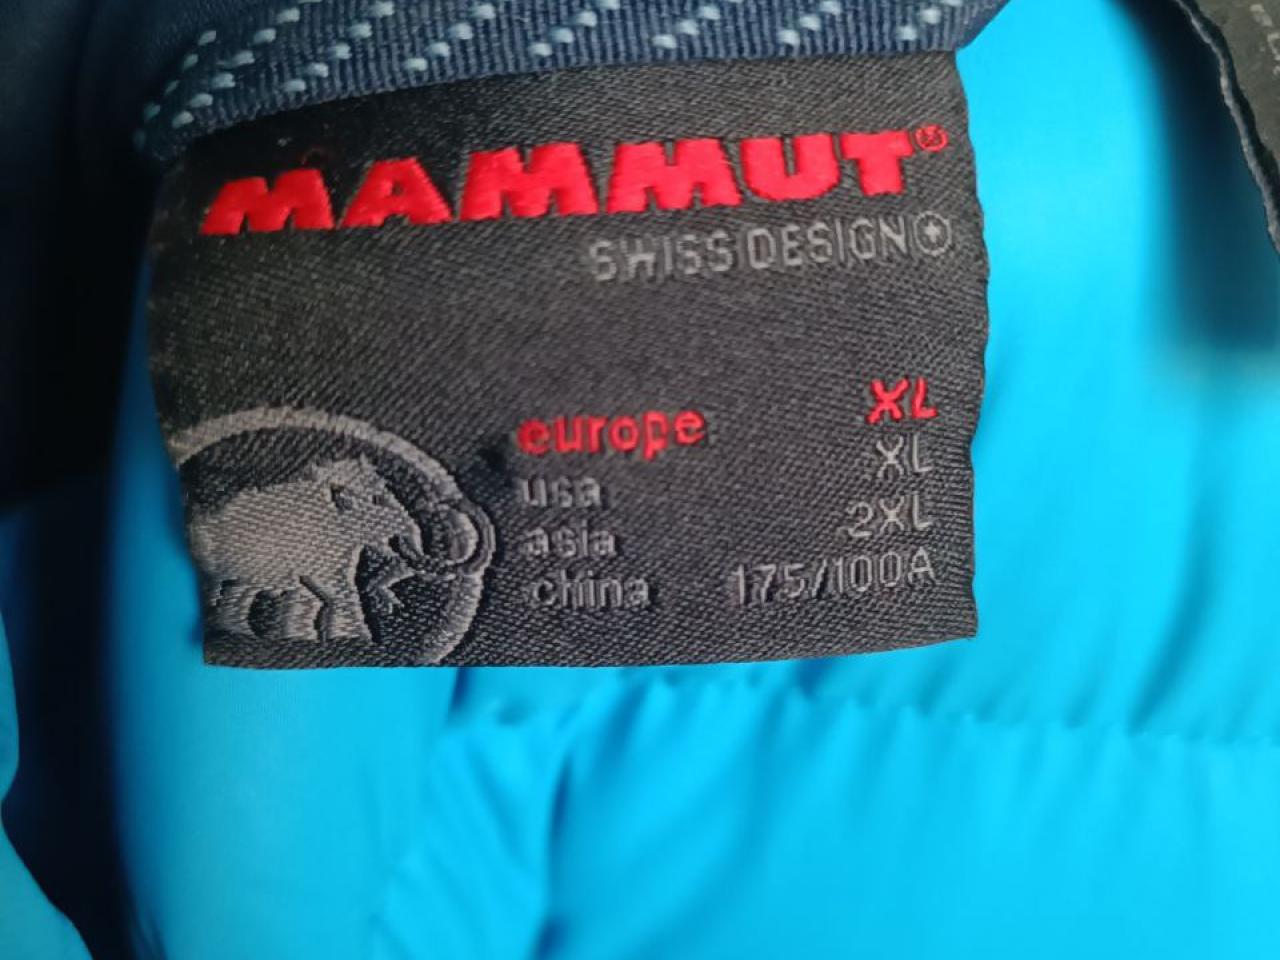 MAMMUT®
SWISS DESIGN
europe XL
usa XL
asia 2XL
china 175/100A